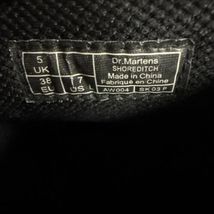 5
UK
38
EU
7
US
Dr.Martens
SHOREDITCH
Made in China
Fabriqué en Chine
AW004
SK 03 F